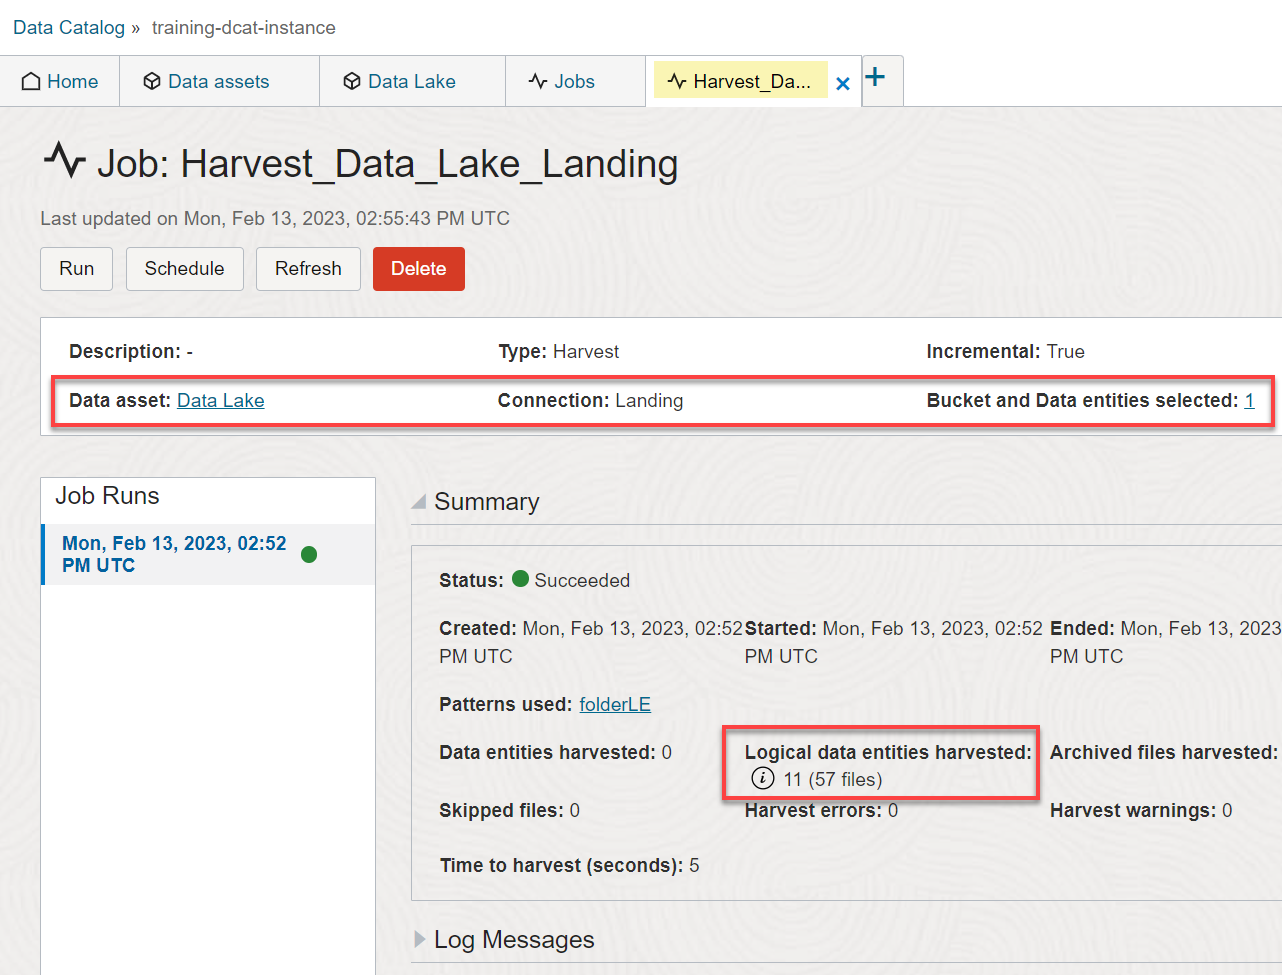 Data Catalog » training-dcat-instance
Home Data assets Data Lake Jobs Harvest_Da... × +
Job: Harvest_Data_Lake_Landing
Last updated on Mon, Feb 13, 2023, 02:55:43 PM UTC
Run Schedule Refresh Delete
Description: - Type: Harvest Incremental: True
Data asset: Data Lake Connection: Landing Bucket and Data entities selected: 1
Job Runs
Mon, Feb 13, 2023, 02:52
PM UTC
Summary
Status: Succeeded
Created: Mon, Feb 13, 2023, 02:52 Started: Mon, Feb 13, 2023, 02:52 Ended: Mon, Feb 13, 2023
PM UTC PM UTC PM UTC
Patterns used: folderLE
Data entities harvested: 0 Logical data entities harvested: Archived files harvested:
i 11 (57 files)
Skipped files: 0 Harvest errors: 0 Harvest warnings: 0
Time to harvest (seconds): 5
Log Messages